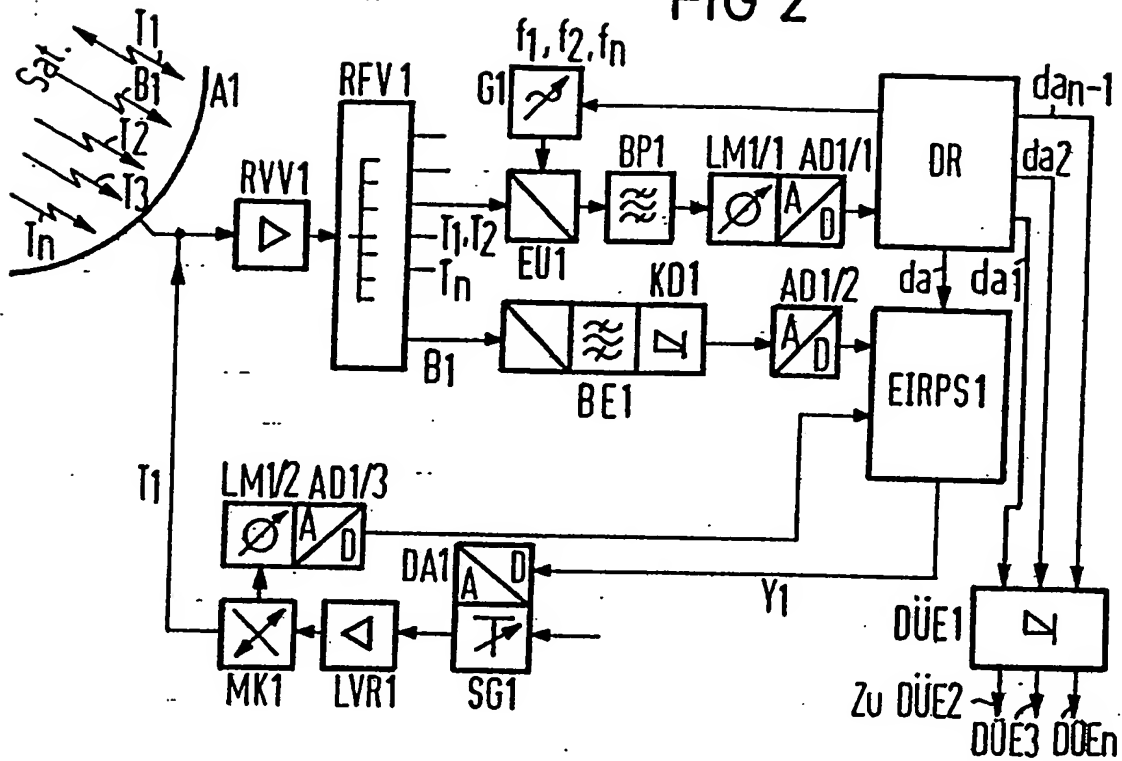 FIG 2
f1, f2, fn
T1
Sat.
B1
A1
T2
T3
Tn
RFV1
G1
RVV1
BP1
LM1/1 AD1/1
A
D
DR
dan-1
da2
T1,T2
Tn
EU1
KD1
AD1/2
A
D
da
da1
B1
BE1
EIRPS1
T1
LM1/2 AD1/3
A
D
DA1
D
A
Y1
DÜE1
MK1
LVR1
SG1
Zu DÜE2
DÜE3 DÜEn